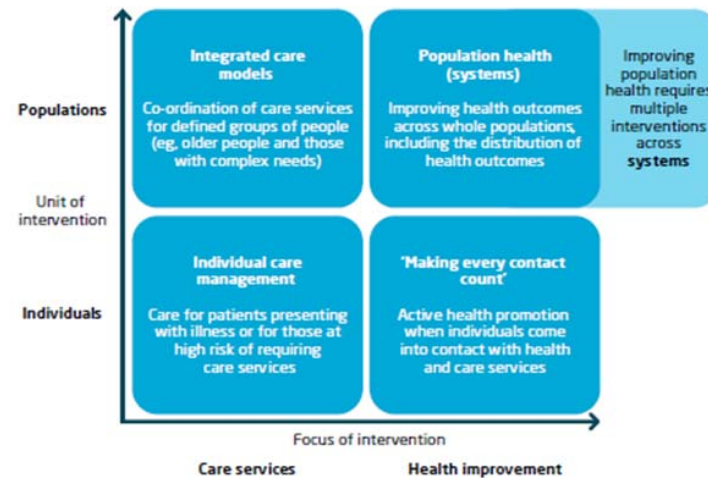 Integrated care
models
Co-ordination of care services
for defined groups of people
(eg, older people and those
with complex needs)
Population health
(systems)
Improving health outcomes
across whole populations,
including the distribution of
health outcomes
Improving
population
health requires
multiple
interventions
across
systems
Populations
Unit of
intervention
Individuals
Individual care
management
Care for patients presenting
with illness or for those at
high risk of requiring
care services
'Making every contact
count'
Active health promotion
when individuals come
into contact with health
and care services
Focus of intervention
Care services
Health improvement